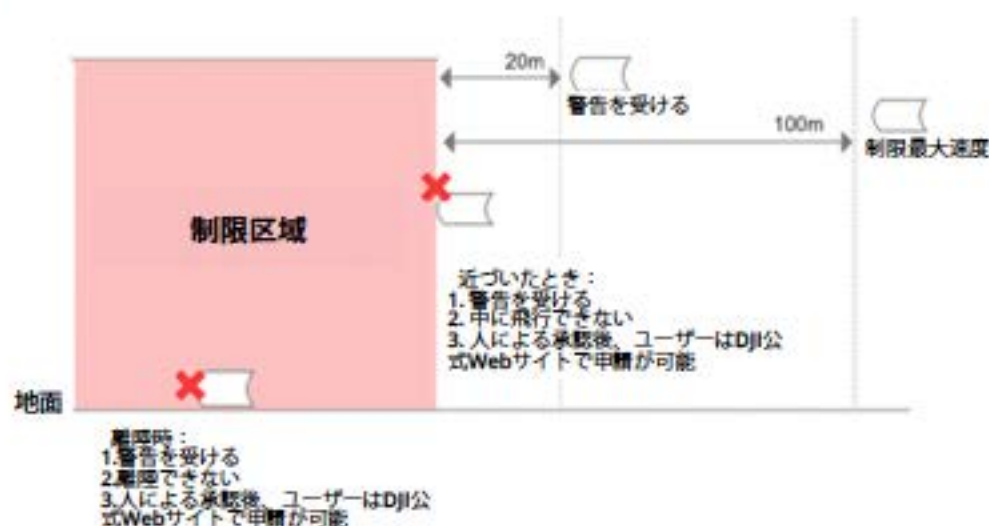 20m
警告を受ける
100m
制限最大速度
制限区域
近づいたとき：
1. 警告を受ける
2. 中に飛行できない
3. 人による承認後、ユーザーはDJI公
式Webサイトで申請が可能
地面
離陸時：
1.警告を受ける
2.離陸できない
3.人による承認後、ユーザーはDJI公
式Webサイトで申請が可能